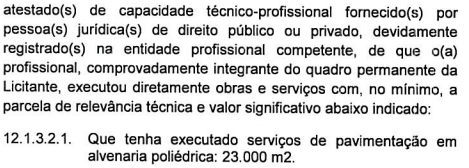 atestado(s) de capacidade técnico-profissional fornecido(s) por
pessoa(s) jurídica(s) de direito público ou privado, devidamente
registrado(s) na entidade profissional competente, de que o(a)
profissional, comprovadamente integrante do quadro permanente da
Licitante, executou diretamente obras e serviços com, no mínimo, a
parcela de relevância técnica e valor significativo abaixo indicado:
12.1.3.2.1. Que tenha executado serviços de pavimentação em
alvenaria poliédrica: 23.000 m2.